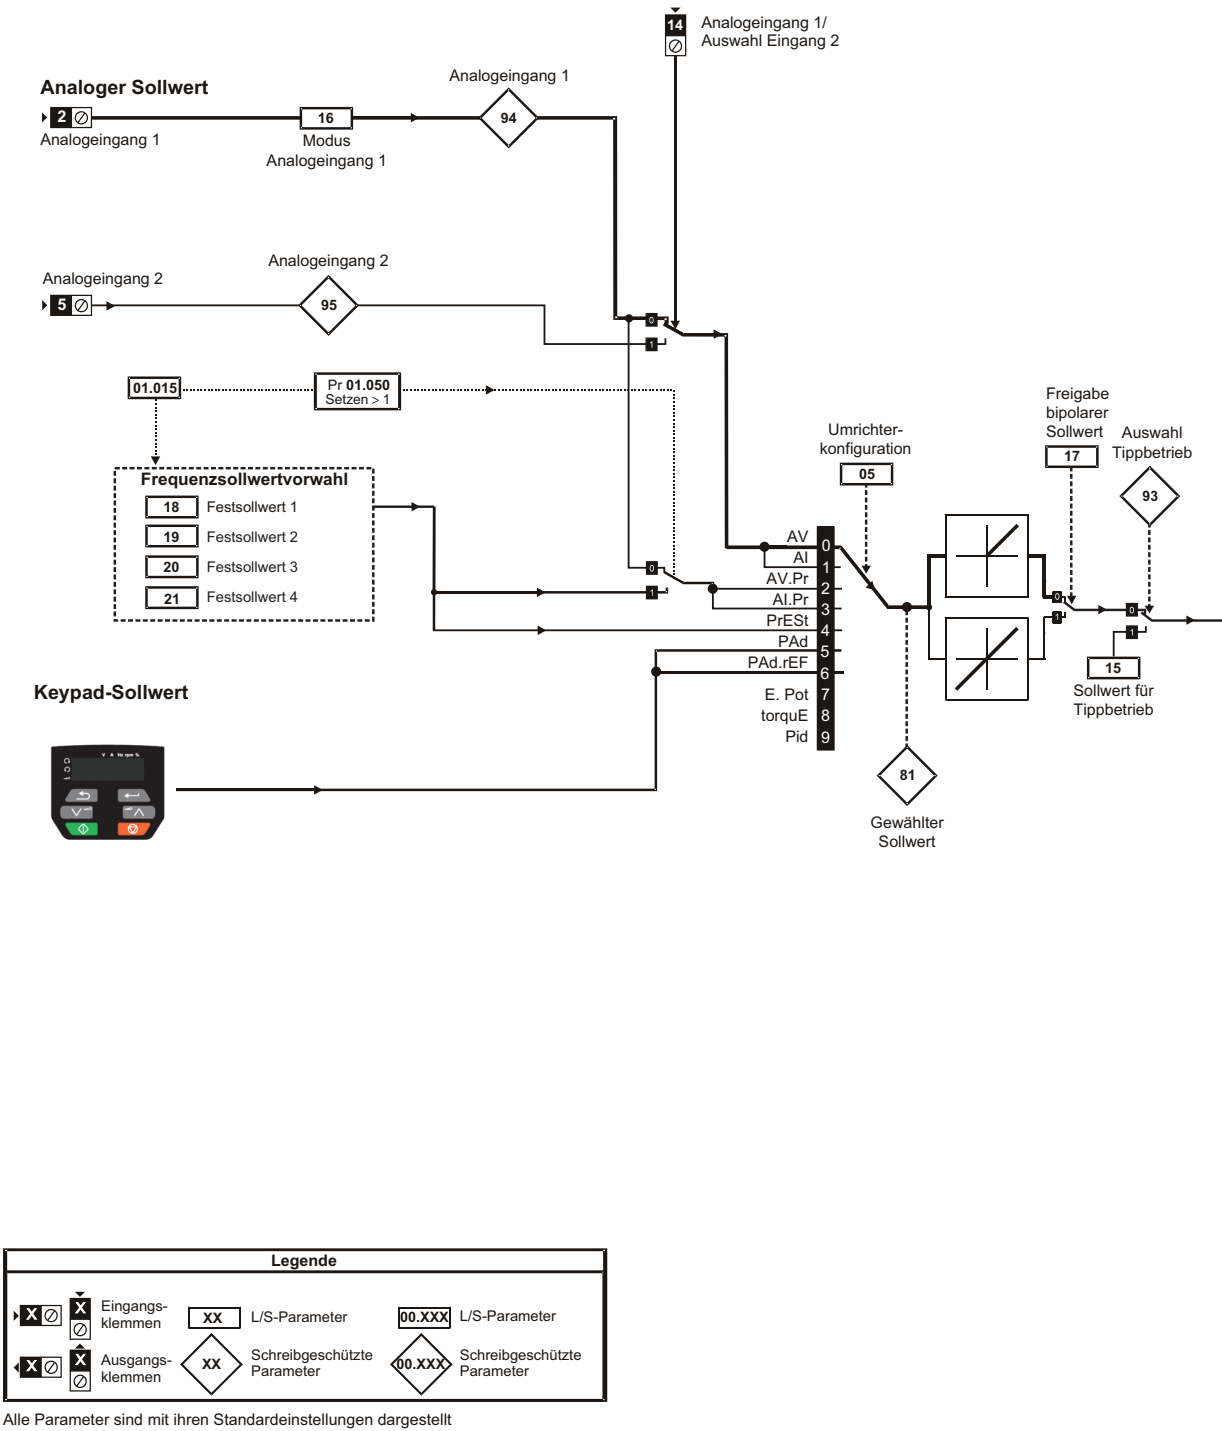 14
Analogeingang 1/
Auswahl Eingang 2
Analoger Sollwert
Analogeingang 1
2
16
94
Analogeingang 1
Modus
Analogeingang 1
Analogeingang 2
Analogeingang 2
5
95
0
1
01.015
Pr 01.050
Setzen > 1
Frequenzsollwertvorwahl
18 Festsollwert 1
19 Festsollwert 2
20 Festsollwert 3
21 Festsollwert 4
0
1
Umrichter-
konfiguration
05
AV 0
AI 1
AV.Pr 2
AI.Pr 3
PrESt 4
PAd 5
PAd.rEF 6
E. Pot 7
torquE 8
Pid 9
Freigabe
bipolarer
Sollwert
17
Auswahl
Tippbetrieb
93
0
1
0
1
15
Sollwert für
Tippbetrieb
81
Gewählter
Sollwert
Keypad-Sollwert
V A Hz rpm %
Legende
X
X
Eingangs-
klemmen
XX
L/S-Parameter
00.XXX
L/S-Parameter
X
X
Ausgangs-
klemmen
XX
Schreibgeschützte
Parameter
00.XXX
Schreibgeschützte
Parameter
Alle Parameter sind mit ihren Standardeinstellungen dargestellt